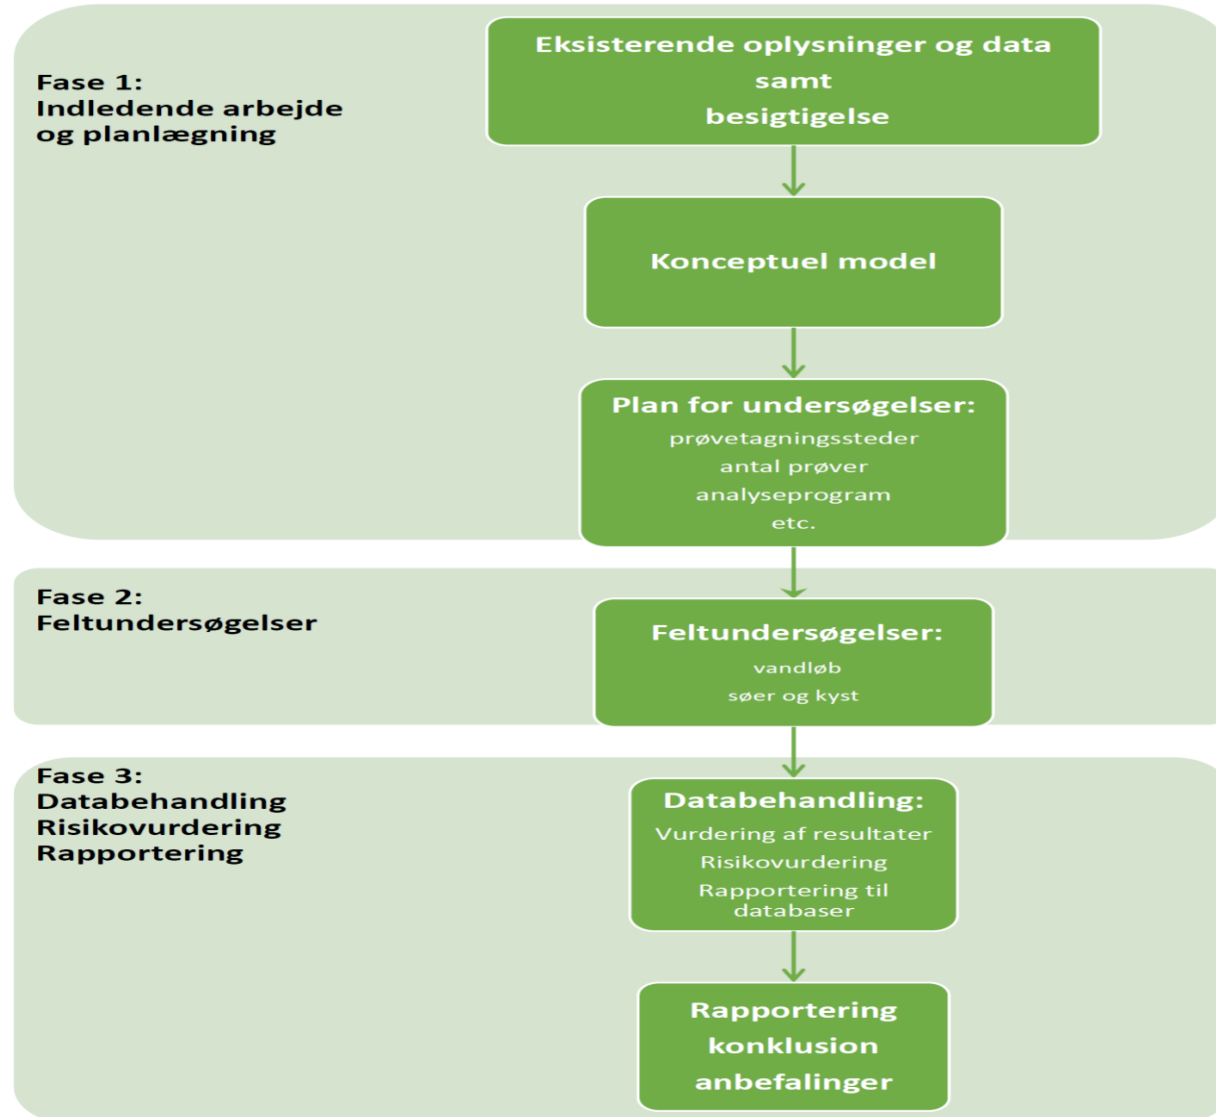 Fase 1:
Indledende arbejde
og planlægning
Eksisterende oplysninger og data
samt
besigtigelse
Konceptuel model
Plan for undersøgelser:
prøvetagningssteder
antal prøver
analyseprogram
etc.
Fase 2:
Feltundersøgelser
Feltundersøgelser:
vandløb
søer og kyst
Fase 3:
Databehandling
Risikovurdering
Rapportering
Databehandling:
Vurdering af resultater
Risikovurdering
Rapportering til
databaser
Rapportering
konklusion
anbefalinger